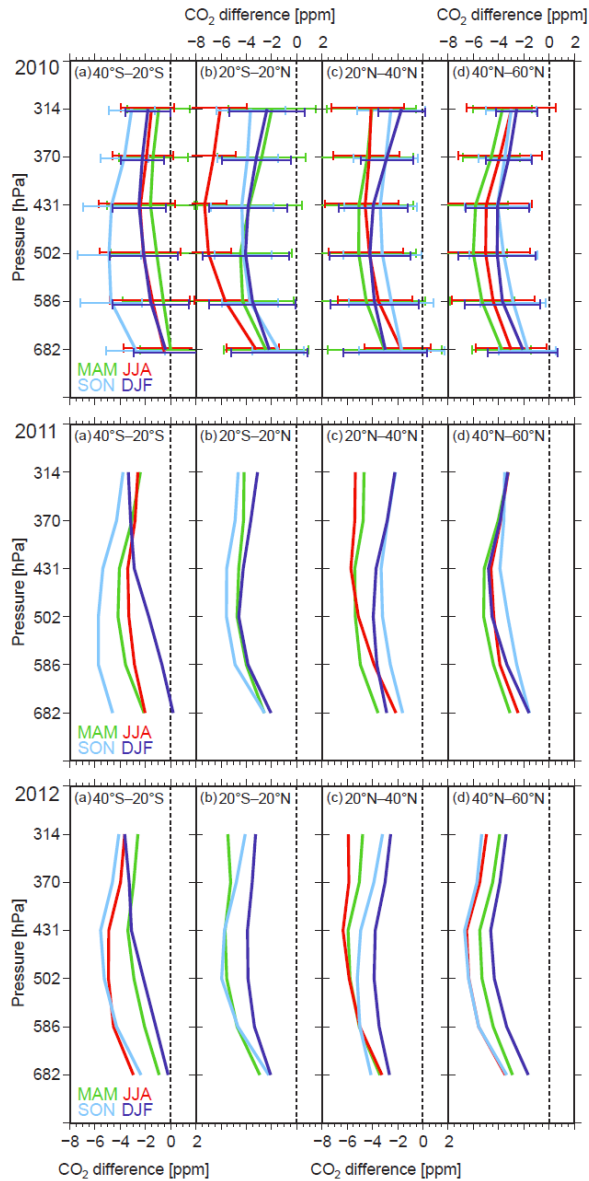 CO₂ difference [ppm] CO₂ difference [ppm]
−8 −6 −4 −2 0 2 −8 −6 −4 −2 0 2
2010
(a)40°S−20°S (b)20°S−20°N (c)20°N−40°N (d)40°N−60°N
314
370
431
502
586
682
Pressure [hPa]
MAM JJA
SON DJF
2011
(a)40°S−20°S (b)20°S−20°N (c)20°N−40°N (d)40°N−60°N
314
370
431
502
586
682
Pressure [hPa]
MAM JJA
SON DJF
2012
(a)40°S−20°S (b)20°S−20°N (c)20°N−40°N (d)40°N−60°N
314
370
431
502
586
682
Pressure [hPa]
MAM JJA
SON DJF
−8 −6 −4 −2 0 2 −8 −6 −4 −2 0 2
CO₂ difference [ppm] CO₂ difference [ppm]